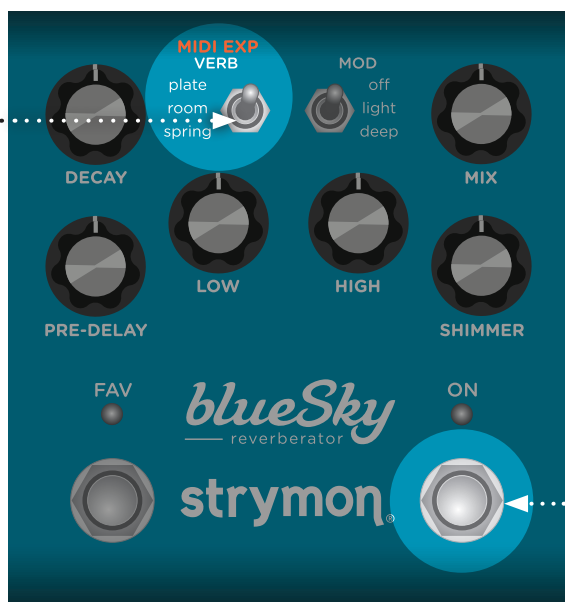 MIDI EXP
VERB
plate
room
spring
MOD
off
light
deep
DECAY
MIX
LOW
HIGH
PRE-DELAY
SHIMMER
FAV
ON
blueSky
reverberator
strymon®